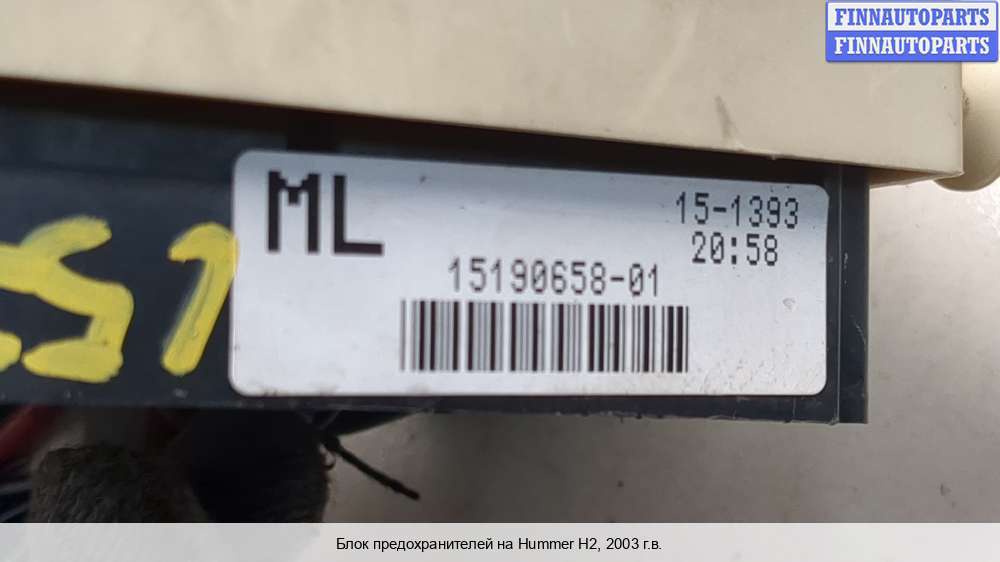 FINNAUTOPARTS
FINNAUTOPARTS
ML
15-1393
20:58
15190658-01
Блок предохранителей на Hummer H2, 2003 г.в.